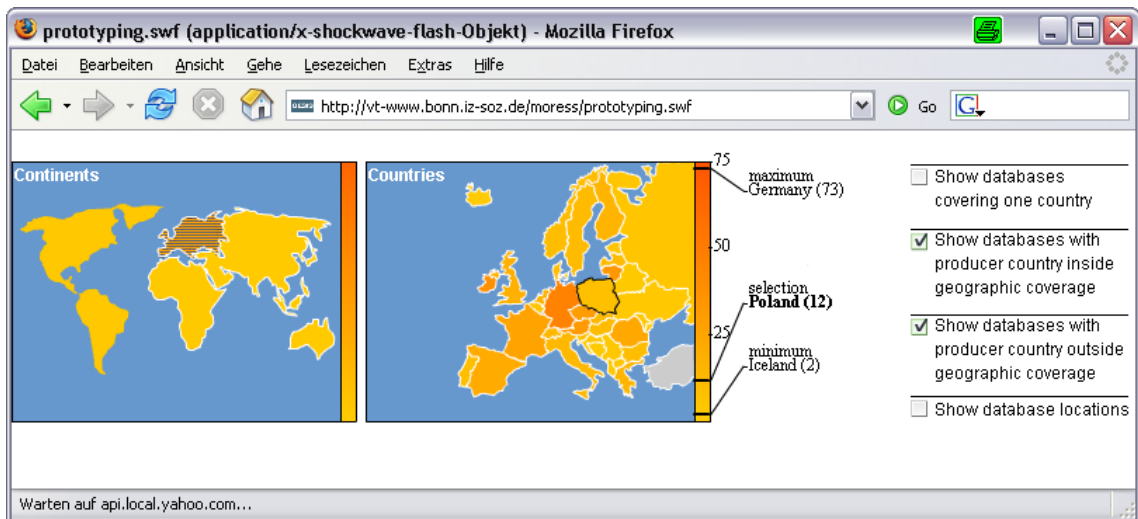 prototyping.swf (application/x-shockwave-flash-Objekt) - Mozilla Firefox
Datei Bearbeiten Ansicht Gehe Lesezeichen Extras Hilfe
http://vt-www.bonn.iz-soz.de/moress/prototyping.swf Go G
Continents
Countries
75
50
25
maximum
Germany (73)
selection
Poland (12)
minimum
Iceland (2)
Show databases
covering one country
Show databases with
producer country inside
geographic coverage
Show databases with
producer country outside
geographic coverage
Show database locations
Warten auf api.local.yahoo.com...